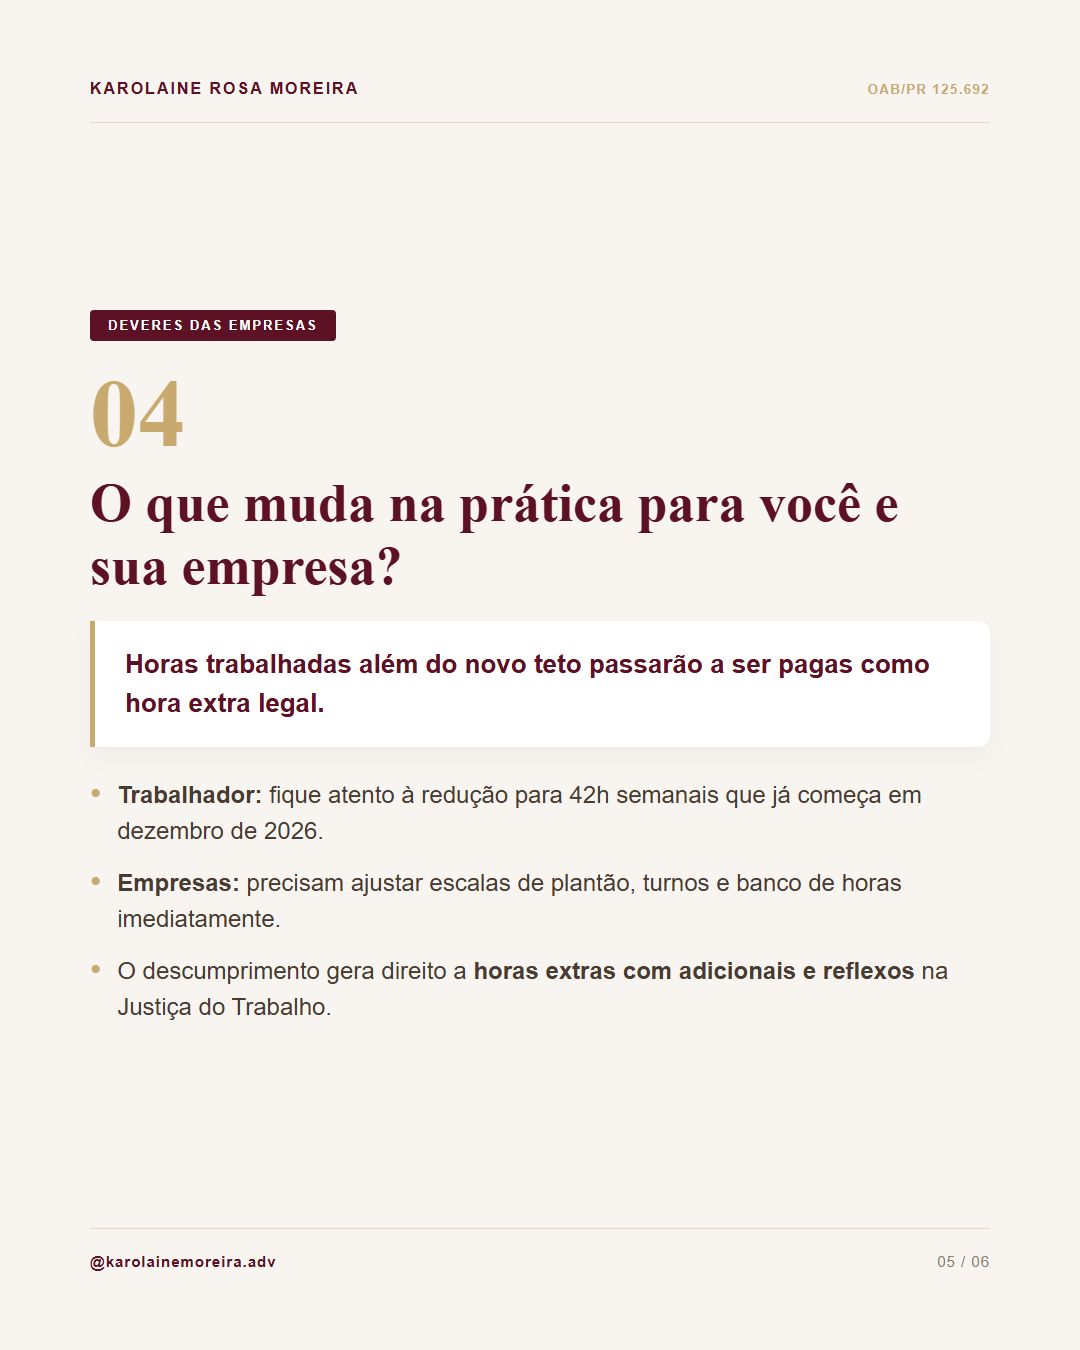 KAROLAINE ROSA MOREIRA
OAB/PR 125.692
DEVERES DAS EMPRESAS
04
O que muda na prática para você e
sua empresa?
Horas trabalhadas além do novo teto passarão a ser pagas como
hora extra legal.
• Trabalhador: fique atento à redução para 42h semanais que já começa em
dezembro de 2026.
• Empresas: precisam ajustar escalas de plantão, turnos e banco de horas
imediatamente.
• O descumprimento gera direito a horas extras com adicionais e reflexos na
Justiça do Trabalho.
@karolainemoreira.adv
05 / 06